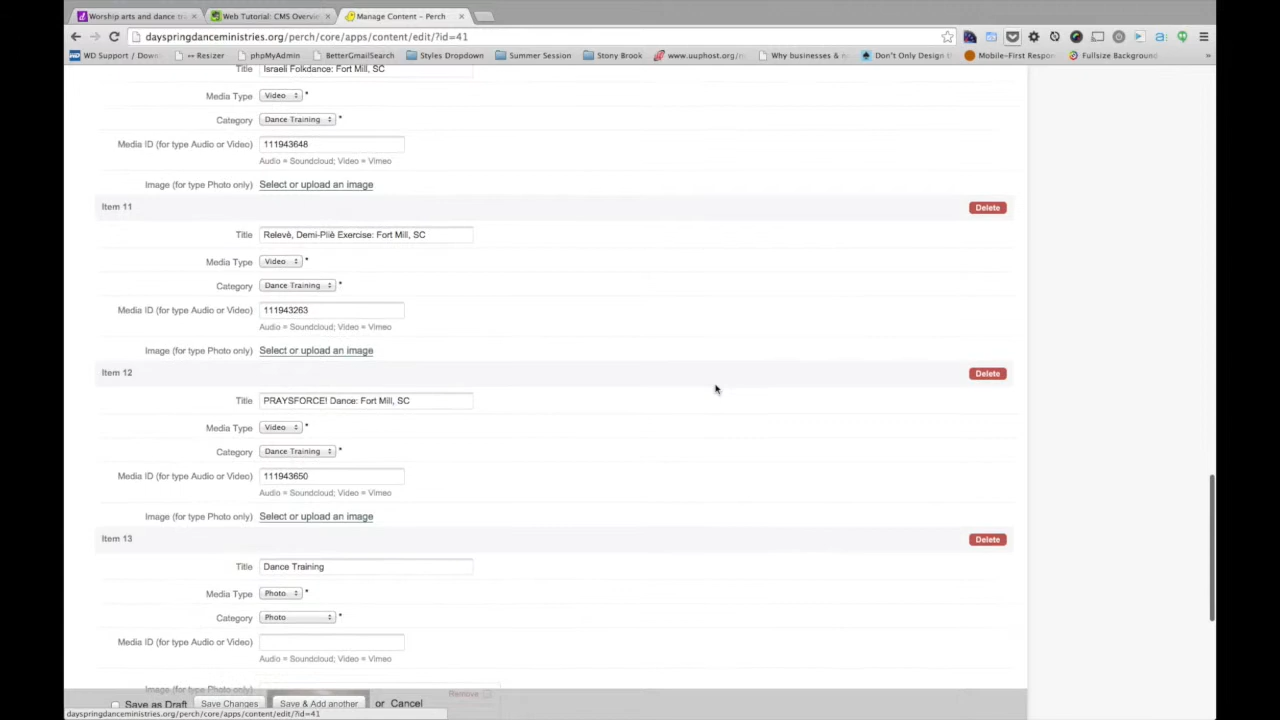 Worship arts and dance tr
Web Tutorial: CMS Overvie
Manage Content – Perch
dayspringdanceministries.org/perch/core/apps/content/edit/?id=41
WD Support / Down
↔ Resizer
phpMyAdmin
BetterGmailSearch
Styles Dropdown
Summer Session
Stony Brook
www.uuphost.org/ri
Why businesses & n
Don't Only Design t
Mobile-First Respon
Fullsize Background
»
Title Israeli Folkdance: Fort Mill, SC
Media Type Video *
Category Dance Training *
Media ID (for type Audio or Video) 111943648
Audio = Soundcloud; Video = Vimeo
Image (for type Photo only) Select or upload an image
Item 11 Delete
Title Relevè, Demi-Pliè Exercise: Fort Mill, SC
Media Type Video *
Category Dance Training *
Media ID (for type Audio or Video) 111943263
Audio = Soundcloud; Video = Vimeo
Image (for type Photo only) Select or upload an image
Item 12 Delete
Title PRAYSFORCE! Dance: Fort Mill, SC
Media Type Video *
Category Dance Training *
Media ID (for type Audio or Video) 111943650
Audio = Soundcloud; Video = Vimeo
Image (for type Photo only) Select or upload an image
Item 13 Delete
Title Dance Training
Media Type Photo *
Category Photo *
Media ID (for type Audio or Video)
Audio = Soundcloud; Video = Vimeo
Image (for type Photo only) Remove
Save as Draft Save Changes Save & Add another or Cancel
dayspringdanceministries.org/perch/core/apps/content/edit/?id=41